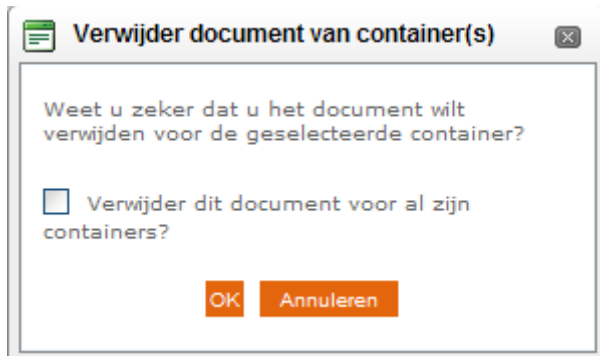 Verwijder document van container(s)
Weet u zeker dat u het document wilt
verwijden voor de geselecteerde container?
Verwijder dit document voor al zijn
containers?
OK Annuleren